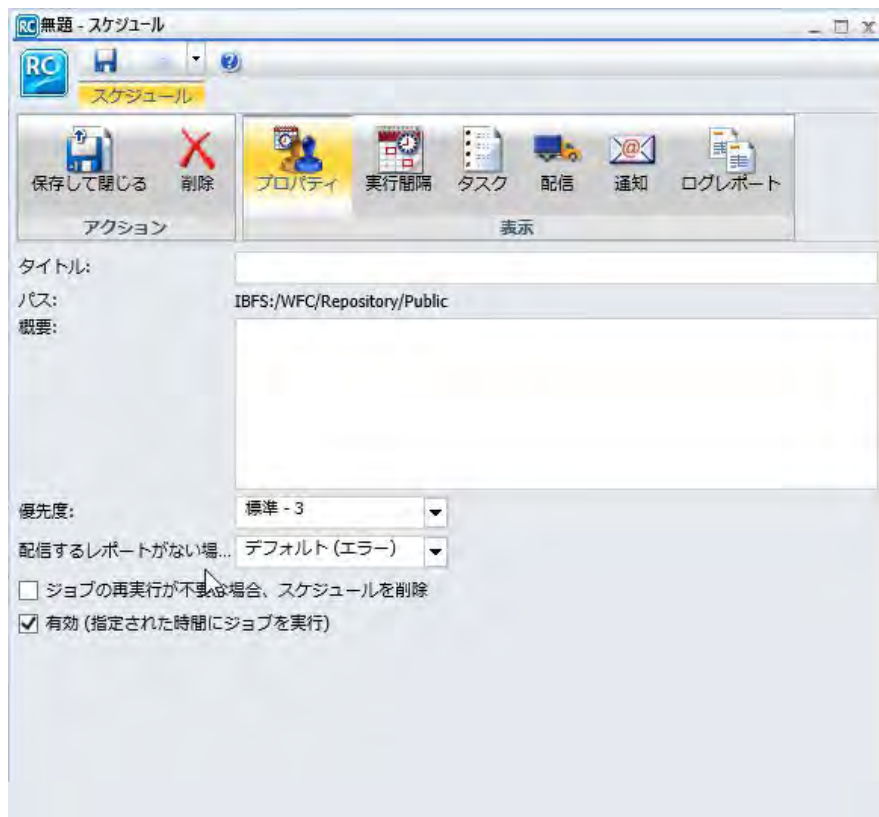 RC 無題 - スケジュール
RC
スケジュール
保存して閉じる 削除
アクション
プロパティ 実行間隔 タスク 配信 通知 ログレポート
表示
タイトル:
パス: IBFS:/WFC/Repository/Public
概要:
優先度: 標準 - 3
配信するレポートがない場... デフォルト (エラー)
ジョブの再実行が不要な場合、スケジュールを削除
有効 (指定された時間にジョブを実行)